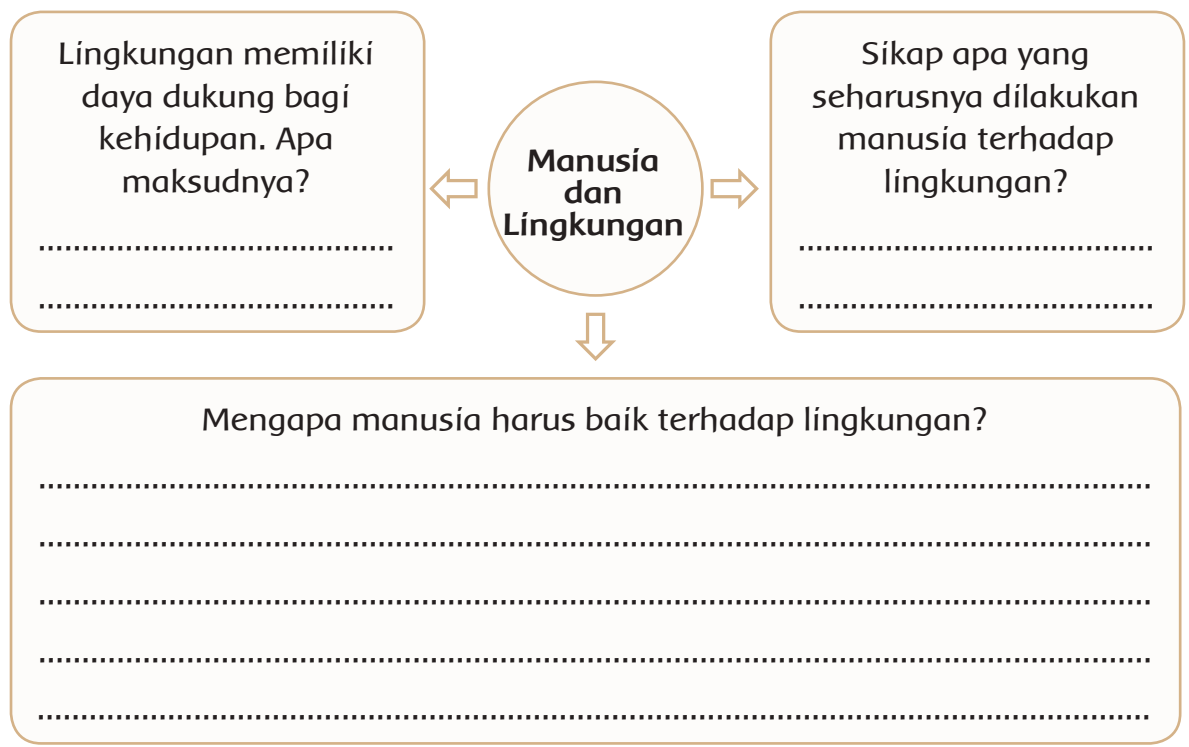 Lingkungan memiliki
daya dukung bagi
kehidupan. Apa
maksudnya?
........................................
........................................
Manusia
dan
Lingkungan
Sikap apa yang
seharusnya dilakukan
manusia terhadap
lingkungan?
........................................
........................................
Mengapa manusia harus baik terhadap lingkungan?
................................................................................
................................................................................
................................................................................
................................................................................
................................................................................